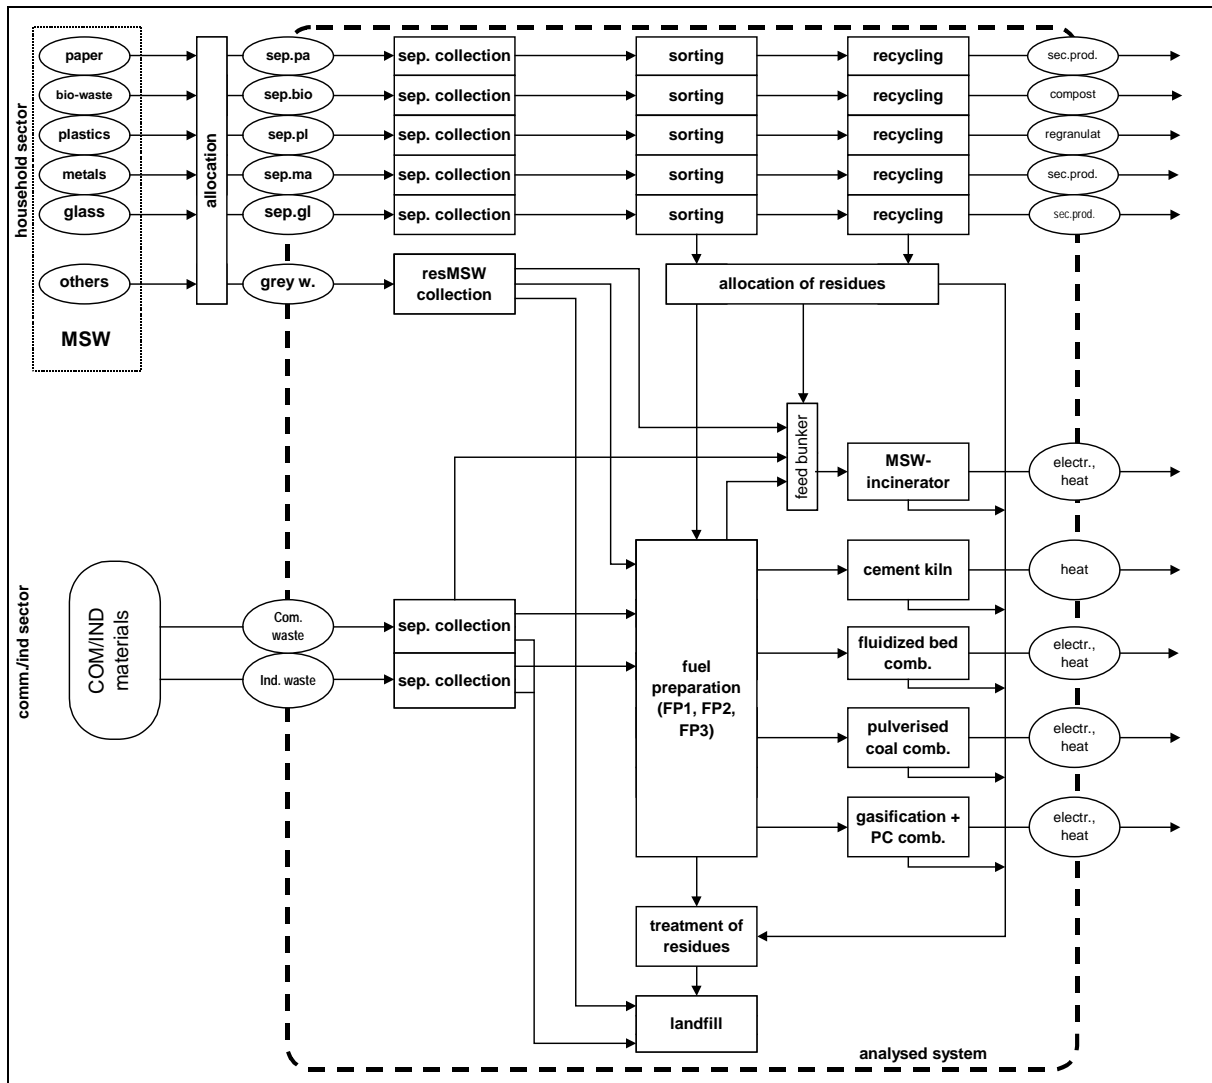 household sector
paper
bio-waste
plastics
metals
glass
others
MSW
allocation
sep.pa
sep.bio
sep.pl
sep.ma
sep.gl
grey w.
sep. collection
sep. collection
sep. collection
sep. collection
sep. collection
resMSW
collection
sorting
sorting
sorting
sorting
sorting
recycling
recycling
recycling
recycling
recycling
sec.prod.
compost
regranulat
sec.prod.
sec.prod.
allocation of residues
feed bunker
MSW-
incinerator
electr.,
heat
comm./ind sector
COM/IND
materials
Com.
waste
Ind. waste
sep. collection
sep. collection
fuel
preparation
(FP1, FP2,
FP3)
cement kiln
heat
fluidized bed
comb.
electr.,
heat
pulverised
coal comb.
electr.,
heat
gasification +
PC comb.
electr.,
heat
treatment of
residues
landfill
analysed system